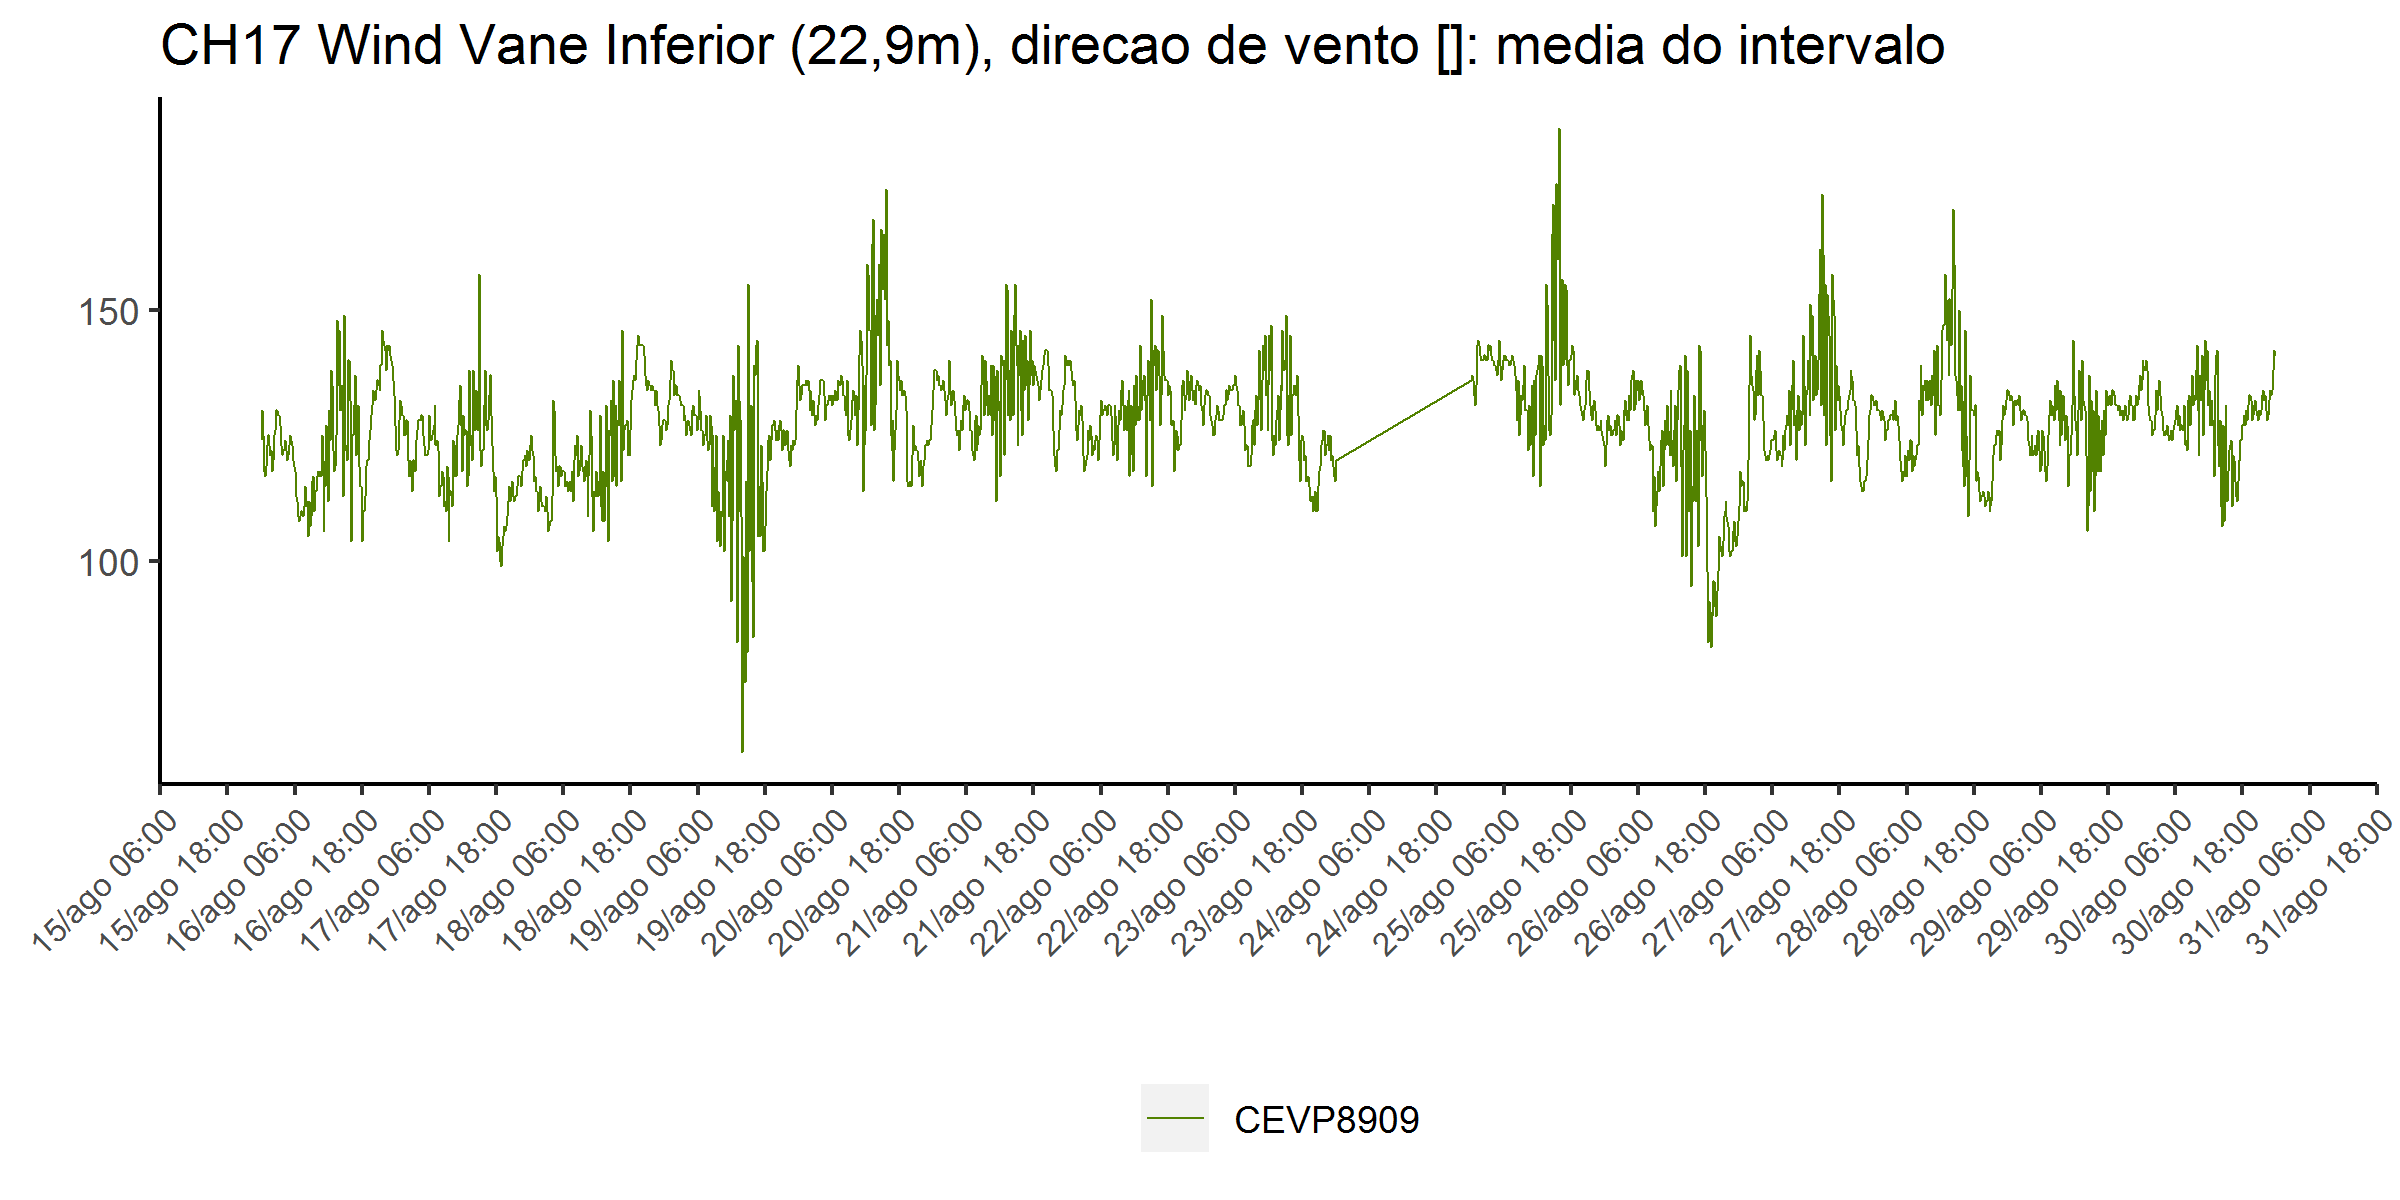 CH17 Wind Vane Inferior (22,9m), direcao de vento []: media do intervalo
150
100
15/ago 06:00
15/ago 18:00
16/ago 06:00
16/ago 18:00
17/ago 06:00
17/ago 18:00
18/ago 06:00
18/ago 18:00
19/ago 06:00
19/ago 18:00
20/ago 06:00
20/ago 18:00
21/ago 06:00
21/ago 18:00
22/ago 06:00
22/ago 18:00
23/ago 06:00
23/ago 18:00
24/ago 06:00
24/ago 18:00
25/ago 06:00
25/ago 18:00
26/ago 06:00
26/ago 18:00
27/ago 06:00
27/ago 18:00
28/ago 06:00
28/ago 18:00
29/ago 06:00
29/ago 18:00
30/ago 06:00
30/ago 18:00
31/ago 06:00
31/ago 18:00
CEVP8909